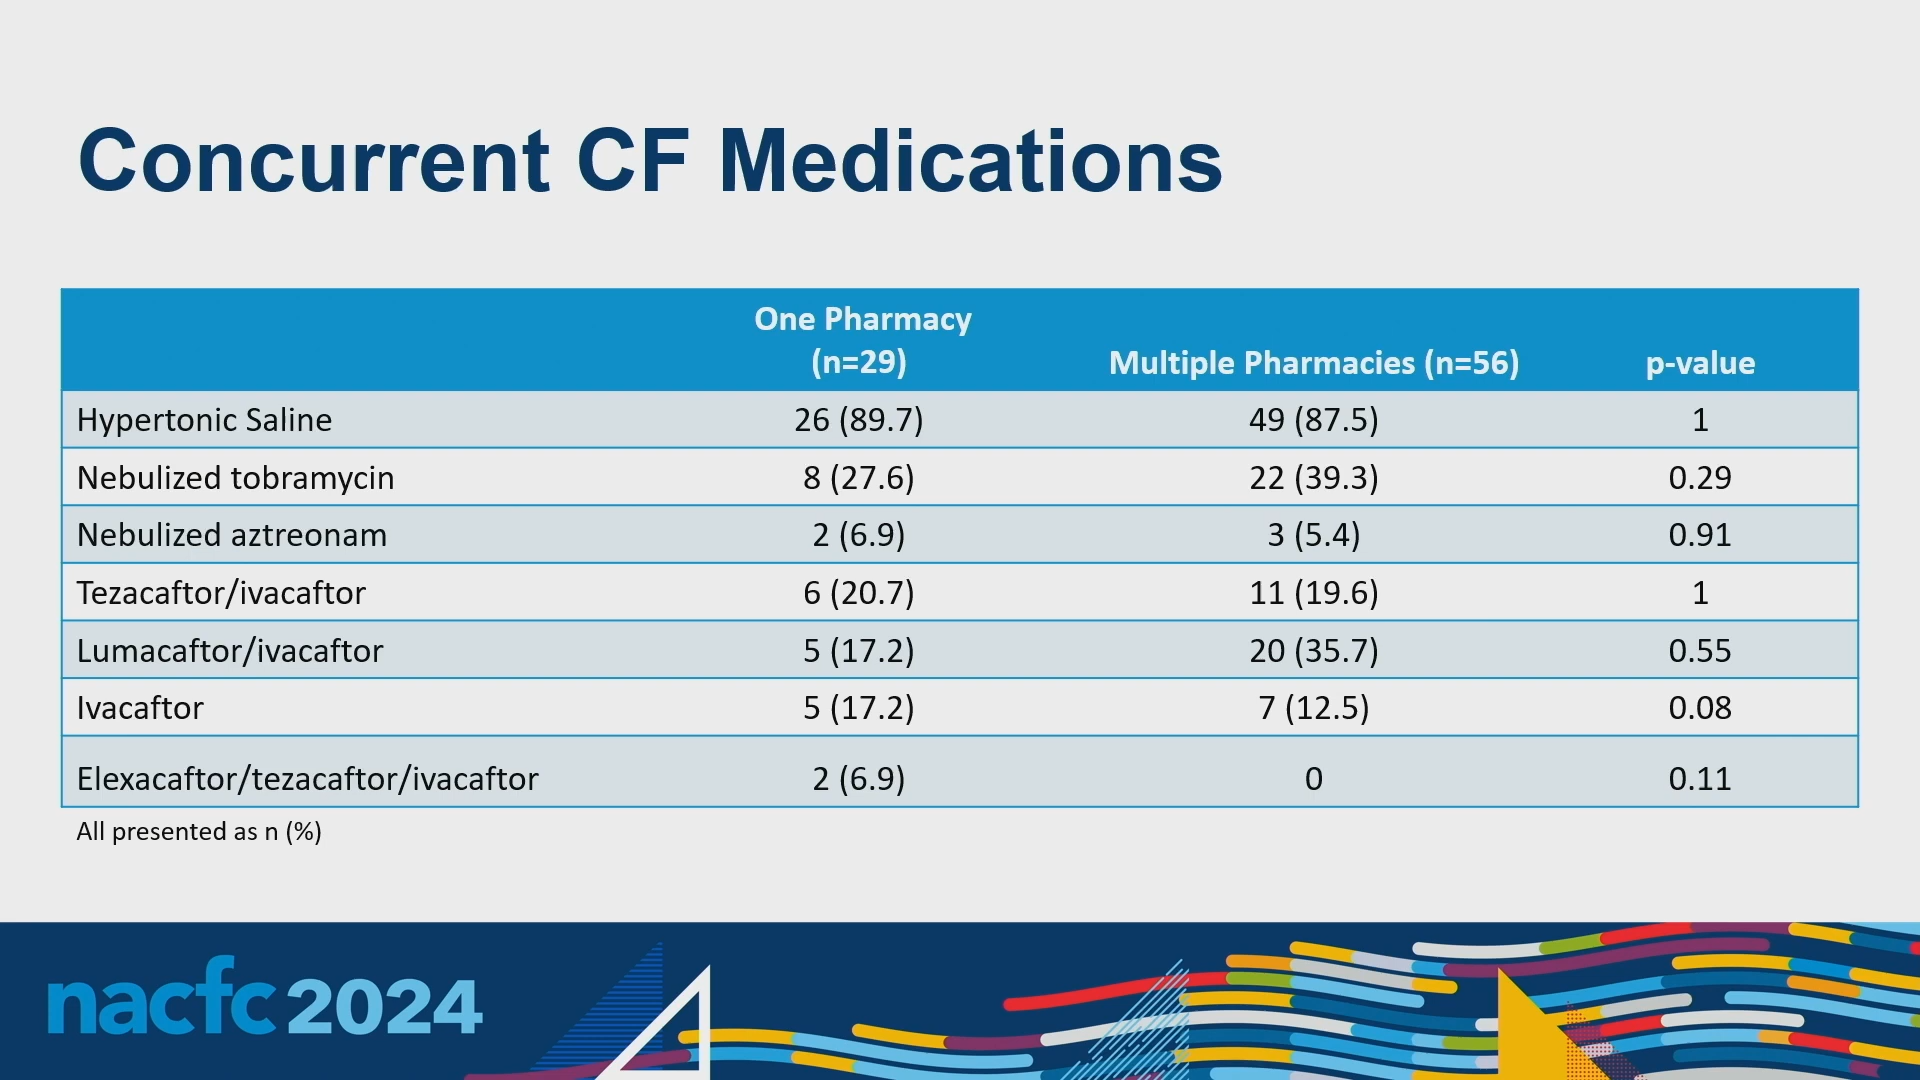 Concurrent CF Medications
One Pharmacy
(n=29) Multiple Pharmacies (n=56) p-value
Hypertonic Saline 26 (89.7) 49 (87.5) 1
Nebulized tobramycin 8 (27.6) 22 (39.3) 0.29
Nebulized aztreonam 2 (6.9) 3 (5.4) 0.91
Tezacaftor/ivacaftor 6 (20.7) 11 (19.6) 1
Lumacaftor/ivacaftor 5 (17.2) 20 (35.7) 0.55
Ivacaftor 5 (17.2) 7 (12.5) 0.08
Elexacaftor/tezacaftor/ivacaftor 2 (6.9) 0 0.11
All presented as n (%)
nacfc 2024